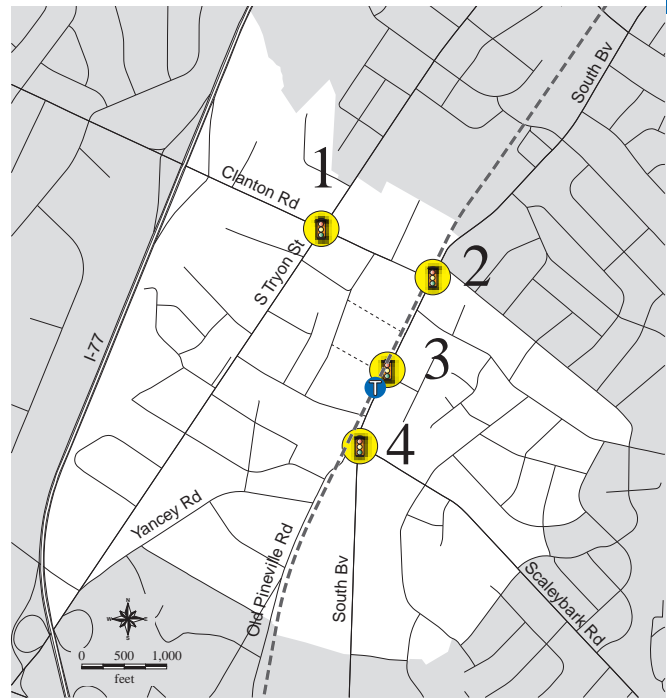 South Bv
1
Clanton Rd
S Tryon St
2
I-77
3
T
4
Yancey Rd
Old Pineville Rd
South Bv
Scaleybark Rd
N
W E
S
0 500 1,000
feet